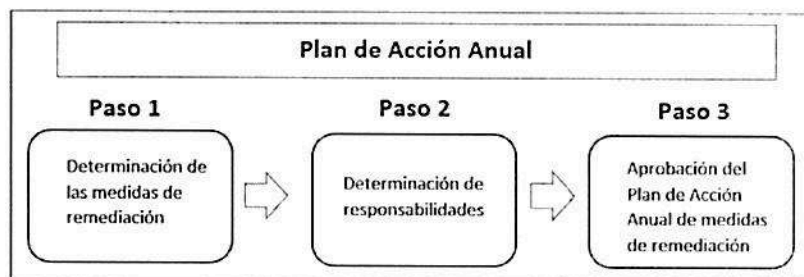 Plan de Acción Anual
Paso 1
Paso 2
Paso 3
Determinación de
las medidas de
remediación
Determinación de
responsabilidades
Aprobación del
Plan de Acción
Anual de medidas
de remediación